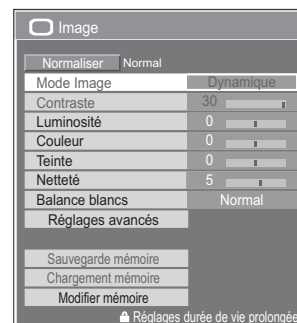 Image
Normaliser Normal
Mode Image Dynamique
Contraste 30
Luminosité 0
Couleur 0
Teinte 0
Netteté 5
Balance blancs Normal
Réglages avancés
Sauvegarde mémoire
Chargement mémoire
Modifier mémoire
Réglages durée de vie prolongée